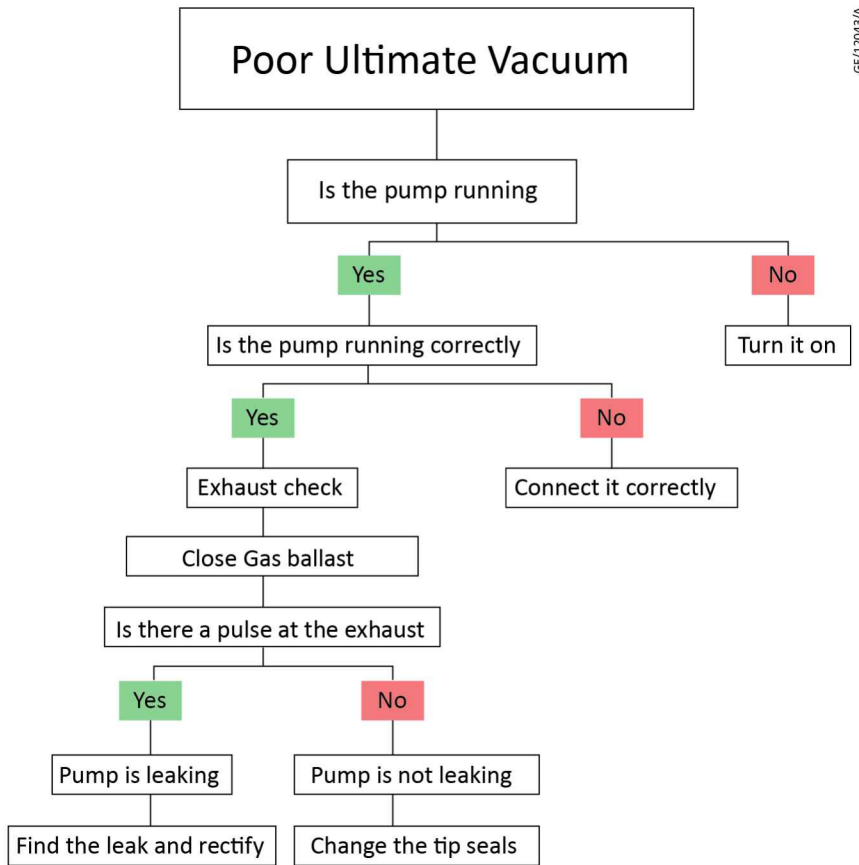 Poor Ultimate Vacuum
GE/12043/A
Is the pump running
Yes
No
Is the pump running correctly
Turn it on
Yes
No
Exhaust check
Connect it correctly
Close Gas ballast
Is there a pulse at the exhaust
Yes
No
Pump is leaking
Pump is not leaking
Find the leak and rectify
Change the tip seals